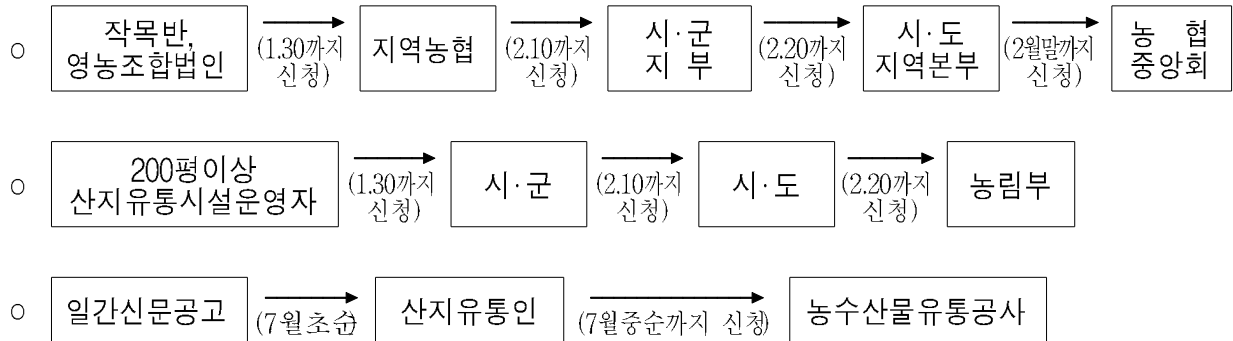 ○ 작목반, 영농조합법인 (1.30까지 신청) 지역농협 (2.10까지 신청) 시·군 지 부 (2.20까지 신청) 시·도 지역본부 (2월말까지 신청) 농 협 중앙회
○ 200평이상 산지유통시설운영자 (1.30까지 신청) 시·군 (2.10까지 신청) 시·도 (2.20까지 신청) 농림부
○ 일간신문공고 (7월초순) 산지유통인 (7월중순까지 신청) 농수산물유통공사